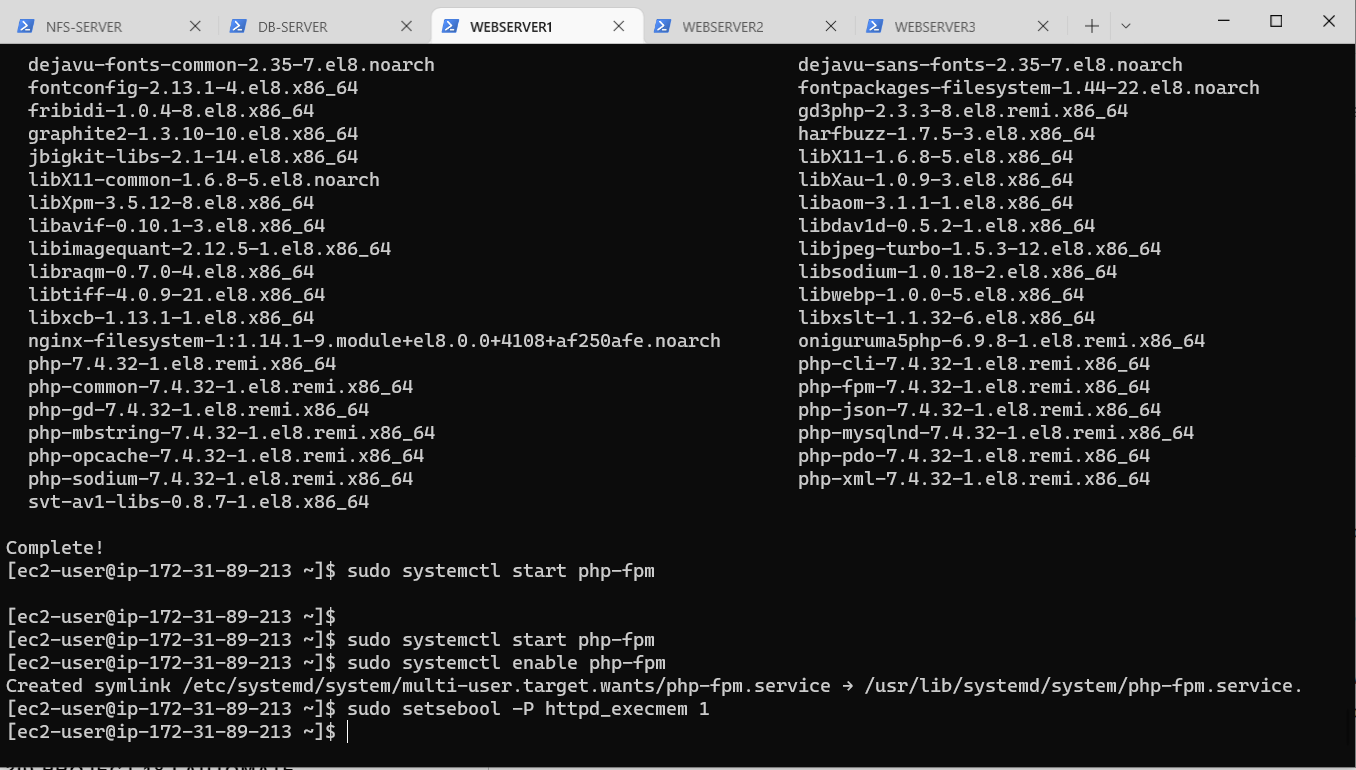 NFS-SERVER DB-SERVER WEBSERVER1 WEBSERVER2 WEBSERVER3
dejavu-fonts-common-2.35-7.el8.noarch dejavu-sans-fonts-2.35-7.el8.noarch
fontconfig-2.13.1-4.el8.x86_64 fontpackages-filesystem-1.44-22.el8.noarch
fribidi-1.0.4-8.el8.x86_64 gd3php-2.3.3-8.el8.remi.x86_64
graphite2-1.3.10-10.el8.x86_64 harfbuzz-1.7.5-3.el8.x86_64
jbigkit-libs-2.1-14.el8.x86_64 libX11-1.6.8-5.el8.x86_64
libX11-common-1.6.8-5.el8.noarch libXau-1.0.9-3.el8.x86_64
libXpm-3.5.12-8.el8.x86_64 libaom-3.1.1-1.el8.x86_64
libavif-0.10.1-3.el8.x86_64 libdav1d-0.5.2-1.el8.x86_64
libimagequant-2.12.5-1.el8.x86_64 libjpeg-turbo-1.5.3-12.el8.x86_64
libraqm-0.7.0-4.el8.x86_64 libsodium-1.0.18-2.el8.x86_64
libtiff-4.0.9-21.el8.x86_64 libwebp-1.0.0-5.el8.x86_64
libxcb-1.13.1-1.el8.x86_64 libxslt-1.1.32-6.el8.x86_64
nginx-filesystem-1:1.14.1-9.module+el8.0.0+4108+af250afe.noarch oniguruma5php-6.9.8-1.el8.remi.x86_64
php-7.4.32-1.el8.remi.x86_64 php-cli-7.4.32-1.el8.remi.x86_64
php-common-7.4.32-1.el8.remi.x86_64 php-fpm-7.4.32-1.el8.remi.x86_64
php-gd-7.4.32-1.el8.remi.x86_64 php-json-7.4.32-1.el8.remi.x86_64
php-mbstring-7.4.32-1.el8.remi.x86_64 php-mysqlnd-7.4.32-1.el8.remi.x86_64
php-opcache-7.4.32-1.el8.remi.x86_64 php-pdo-7.4.32-1.el8.remi.x86_64
php-sodium-7.4.32-1.el8.remi.x86_64 php-xml-7.4.32-1.el8.remi.x86_64
svt-av1-libs-0.8.7-1.el8.x86_64
Complete!
[ec2-user@ip-172-31-89-213 ~]$ sudo systemctl start php-fpm
[ec2-user@ip-172-31-89-213 ~]$
[ec2-user@ip-172-31-89-213 ~]$ sudo systemctl start php-fpm
[ec2-user@ip-172-31-89-213 ~]$ sudo systemctl enable php-fpm
Created symlink /etc/systemd/system/multi-user.target.wants/php-fpm.service → /usr/lib/systemd/system/php-fpm.service.
[ec2-user@ip-172-31-89-213 ~]$ sudo setsebool -P httpd_execmem 1
[ec2-user@ip-172-31-89-213 ~]$